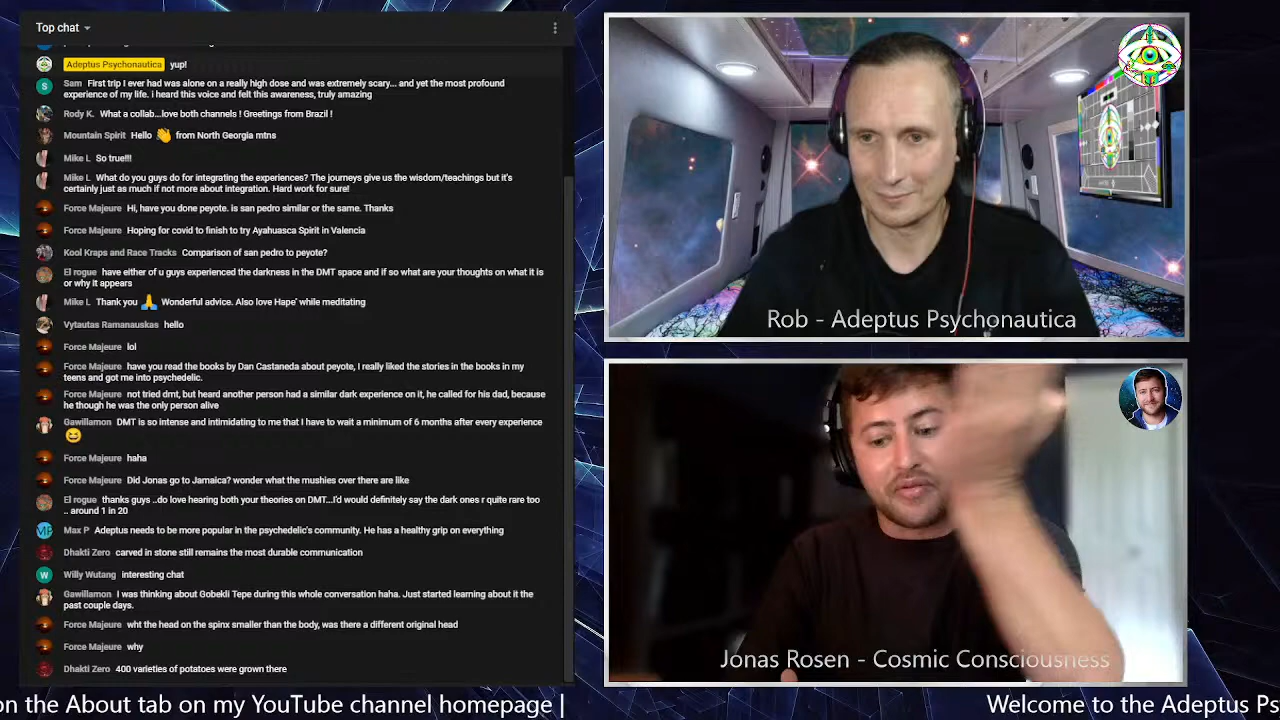 Top chat
Adeptus Psychonautica yup!
Sam First trip I ever had was alone on a really high dose and was extremely scary... and yet the most profound
experience of my life. i heard this voice and felt this awareness, truly amazing
Rody K. What a collab...love both channels ! Greetings from Brazil !
Mountain Spirit Hello 👋 from North Georgia mtns
Mike L So true!!!
Mike L What do you guys do for integrating the experiences? The journeys give us the wisdom/teachings but it's
certainly just as much if not more about integration. Hard work for sure!
Force Majeure Hi, have you done peyote. is san pedro similar or the same. Thanks
Force Majeure Hoping for covid to finish to try Ayahuasca Spirit in Valencia
Kool Kraps and Race Tracks Comparison of san pedro to peyote?
El rogue have either of u guys experienced the darkness in the DMT space and if so what are your thoughts on what it is
or why it appears
Mike L Thank you 🙏 Wonderful advice. Also love Hape' while meditating
Vytautas Ramanauskas hello
Force Majeure lol
Force Majeure have you read the books by Dan Castaneda about peyote, I really liked the stories in the books in my
teens and got me into psychedelic.
Force Majeure not tried dmt, but heard another person had a similar dark experience on it, he called for his dad, because
he though he was the only person alive
Gawillamon DMT is so intense and intimidating to me that I have to wait a minimum of 6 months after every experience
😆
Force Majeure haha
Force Majeure Did Jonas go to Jamaica? wonder what the mushies over there are like
El rogue thanks guys ..do love hearing both your theories on DMT...I'd would definitely say the dark ones r quite rare too
.. around 1 in 20
MP Max P Adeptus needs to be more popular in the psychedelic's community. He has a healthy grip on everything
Dhakti Zero carved in stone still remains the most durable communication
W Willy Wutang interesting chat
Gawillamon I was thinking about Gobekli Tepe during this whole conversation haha. Just started learning about it the
past couple days.
Force Majeure wht the head on the spinx smaller than the body, was there a different original head
Force Majeure why
Dhakti Zero 400 varieties of potatoes were grown there
Rob - Adeptus Psychonautica
Jonas Rosen - Cosmic Consciousness
on the About tab on my YouTube channel homepage | Welcome to the Adeptus Ps